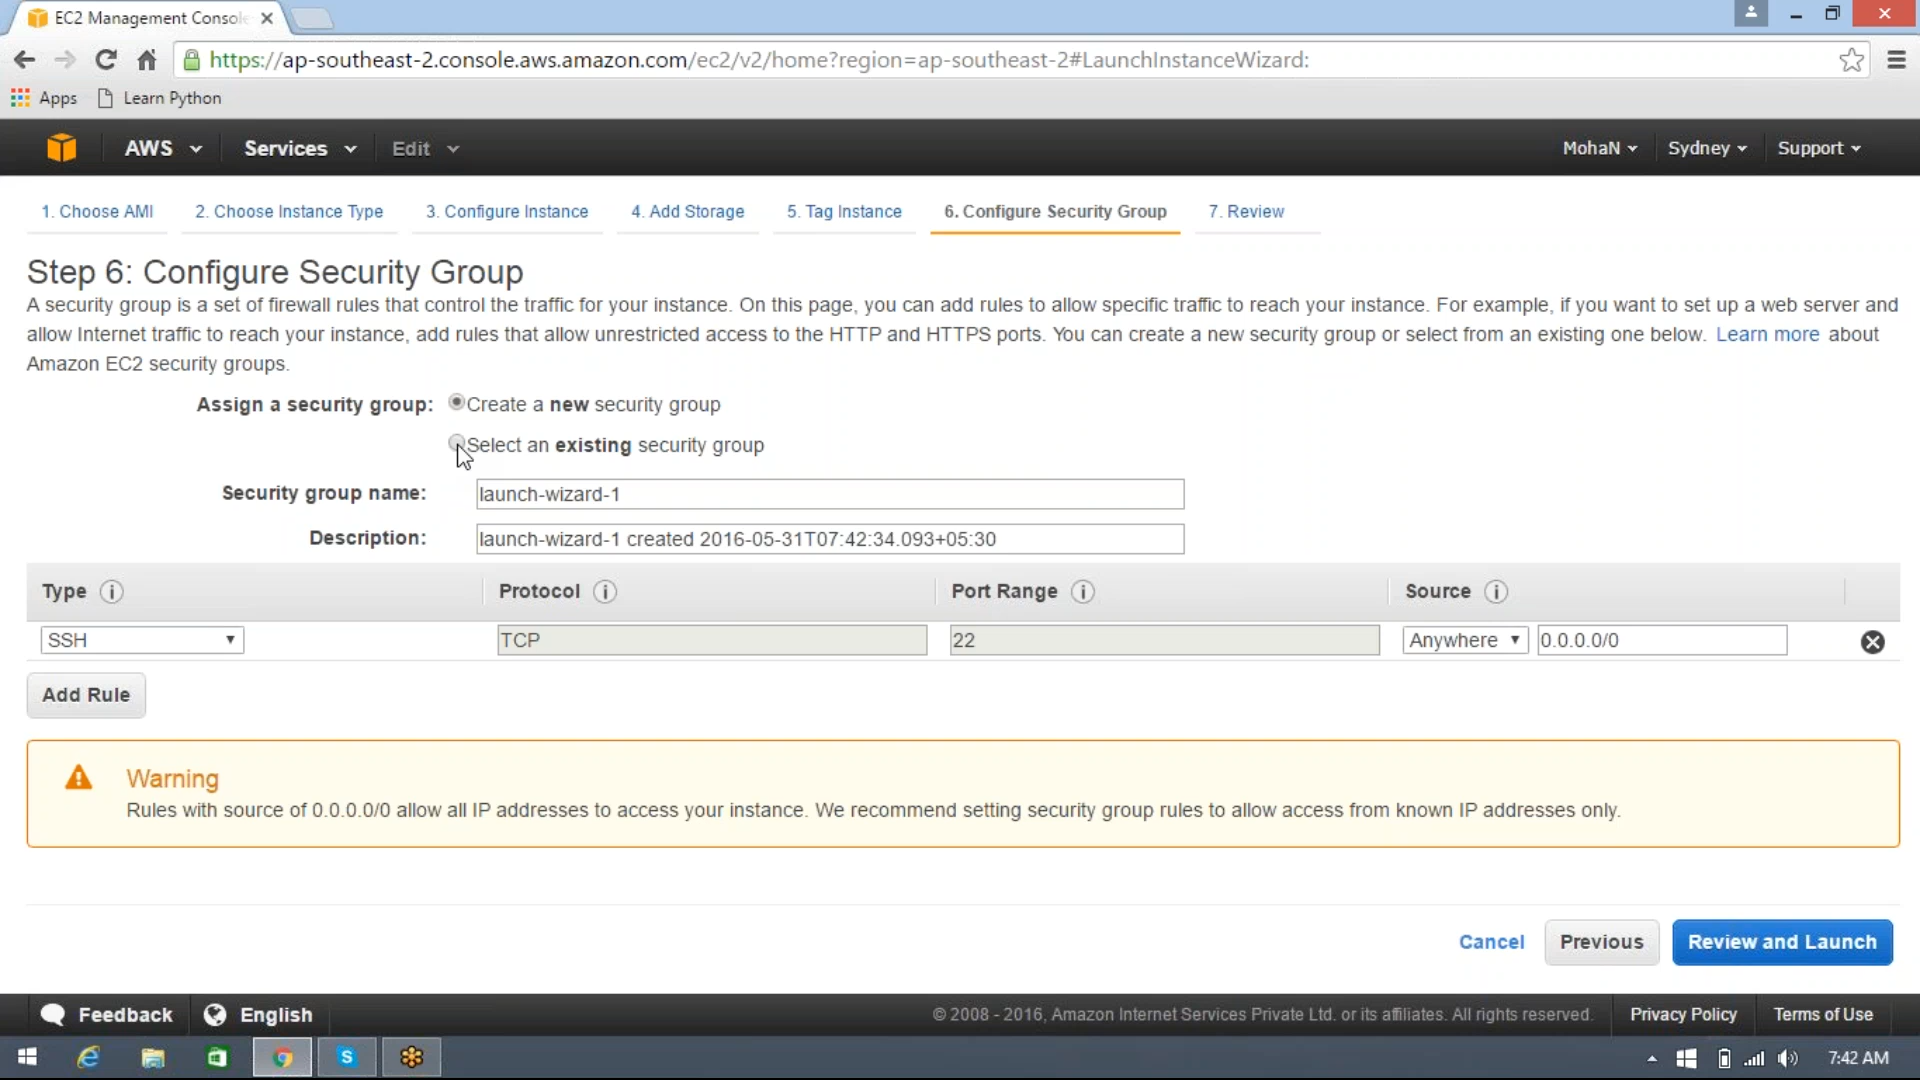 EC2 Management Console
https://ap-southeast-2.console.aws.amazon.com/ec2/v2/home?region=ap-southeast-2#LaunchInstanceWizard:
Apps Learn Python
AWS Services Edit MohaN Sydney Support
1. Choose AMI 2. Choose Instance Type 3. Configure Instance 4. Add Storage 5. Tag Instance 6. Configure Security Group 7. Review
Step 6: Configure Security Group
A security group is a set of firewall rules that control the traffic for your instance. On this page, you can add rules to allow specific traffic to reach your instance. For example, if you want to set up a web server and
allow Internet traffic to reach your instance, add rules that allow unrestricted access to the HTTP and HTTPS ports. You can create a new security group or select from an existing one below. Learn more about
Amazon EC2 security groups.
Assign a security group: Create a new security group
Select an existing security group
Security group name: launch-wizard-1
Description: launch-wizard-1 created 2016-05-31T07:42:34.093+05:30
Type i Protocol i Port Range i Source i
SSH TCP 22 Anywhere 0.0.0.0/0
Add Rule
Warning
Rules with source of 0.0.0.0/0 allow all IP addresses to access your instance. We recommend setting security group rules to allow access from known IP addresses only.
Cancel Previous Review and Launch
Feedback English © 2008 - 2016, Amazon Internet Services Private Ltd. or its affiliates. All rights reserved. Privacy Policy Terms of Use
7:42 AM